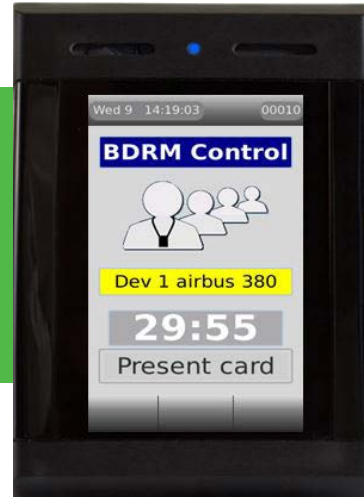 Wed 9 14:19:03 00010
BDRM Control
Dev 1 airbus 380
29:55
Present card